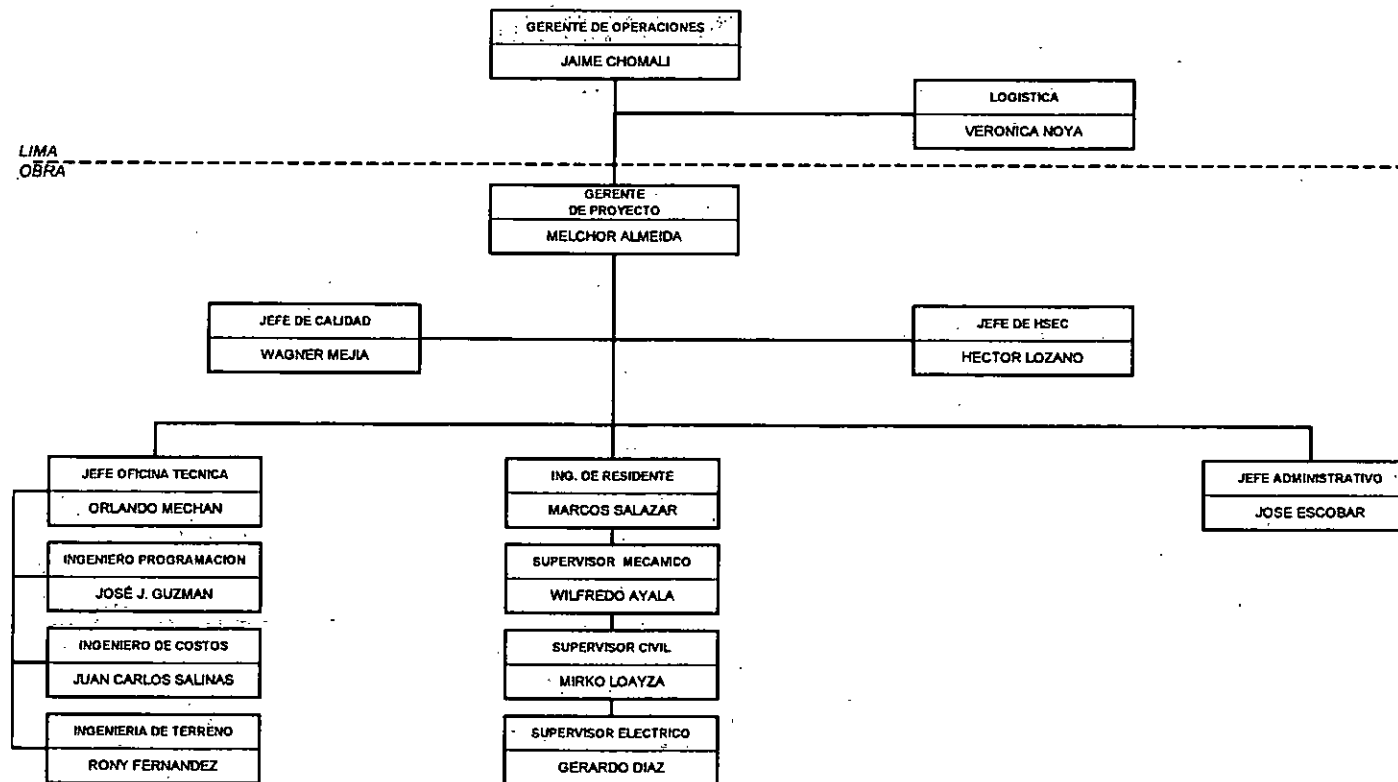 GERENTE DE OPERACIONES
JAIME CHOMALI
LOGISTICA
VERONICA NOYA
LIMA
OBRA
GERENTE
DE PROYECTO
MELCHOR ALMEIDA
JEFE DE CALIDAD
WAGNER MEJIA
JEFE DE HSEC
HECTOR LOZANO
JEFE OFICINA TECNICA
ORLANDO MECHAN
ING. DE RESIDENTE
MARCOS SALAZAR
JEFE ADMINISTRATIVO
JOSE ESCOBAR
INGENIERO PROGRAMACION
JOSÉ J. GUZMAN
SUPERVISOR MECANICO
WILFREDO AYALA
INGENIERO DE COSTOS
JUAN CARLOS SALINAS
SUPERVISOR CIVIL
MIRKO LOAYZA
INGENIERIA DE TERRENO
RONY FERNANDEZ
SUPERVISOR ELECTRICO
GERARDO DIAZ